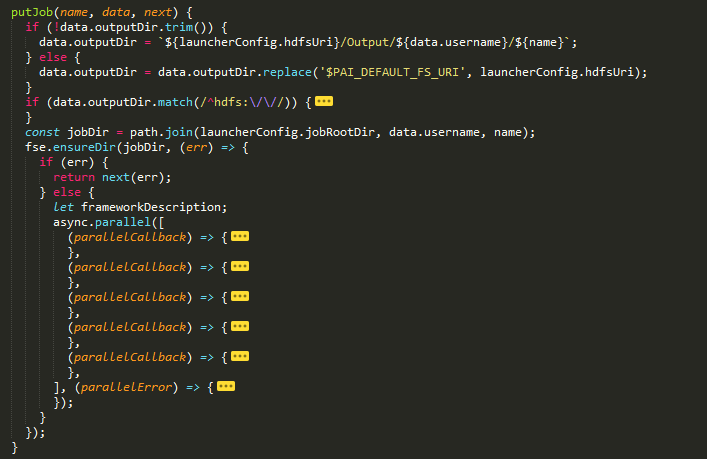 putJob(name, data, next) {
  if (!data.outputDir.trim()) {
    data.outputDir = `${launcherConfig.hdfsUri}/Output/${data.username}/${name}`;
  } else {
    data.outputDir = data.outputDir.replace('$PAI_DEFAULT_FS_URI', launcherConfig.hdfsUri);
  }
  if (data.outputDir.match(/^hdfs:\/\//)) {•••
  }
  const jobDir = path.join(launcherConfig.jobRootDir, data.username, name);
  fse.ensureDir(jobDir, (err) => {
    if (err) {
      return next(err);
    } else {
      let frameworkDescription;
      async.parallel([
        (parallelCallback) => {•••
        },
        (parallelCallback) => {•••
        },
        (parallelCallback) => {•••
        },
        (parallelCallback) => {•••
        },
        (parallelCallback) => {•••
        },
      ], (parallelError) => {•••
      });
    }
  });
}